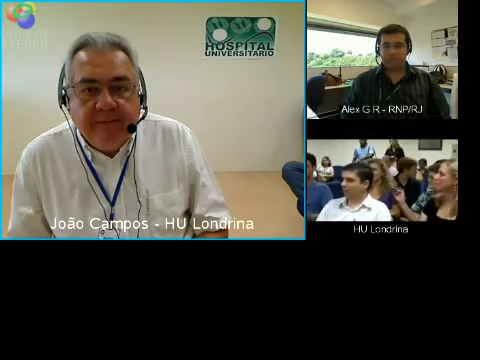 HOSPITAL
UNIVERSITÁRIO
Alex G R - RNP/RJ
João Campos - HU Londrina
HU Londrina